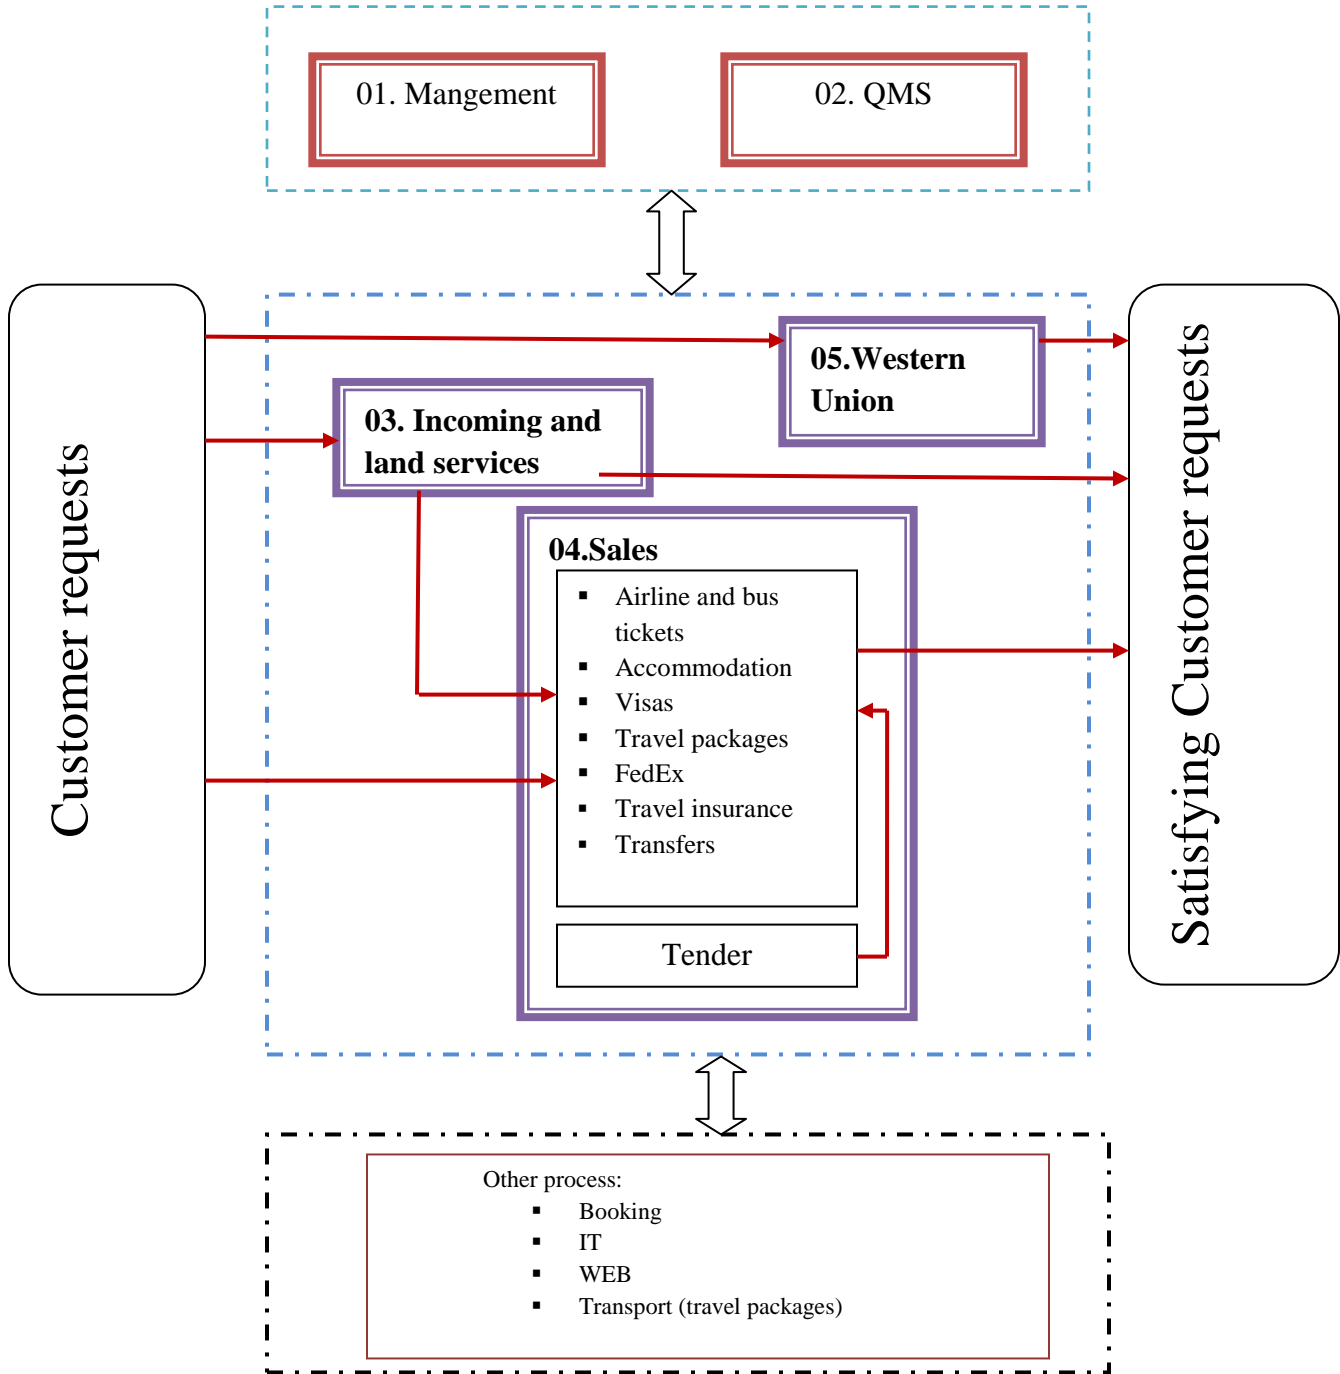 01. Mangement
02. QMS
Customer requests
05.Western
Union
03. Incoming and
land services
04.Sales
▪ Airline and bus
tickets
▪ Accommodation
▪ Visas
▪ Travel packages
▪ FedEx
▪ Travel insurance
▪ Transfers
Tender
Satisfying Customer requests
Other process:
▪ Booking
▪ IT
▪ WEB
▪ Transport (travel packages)